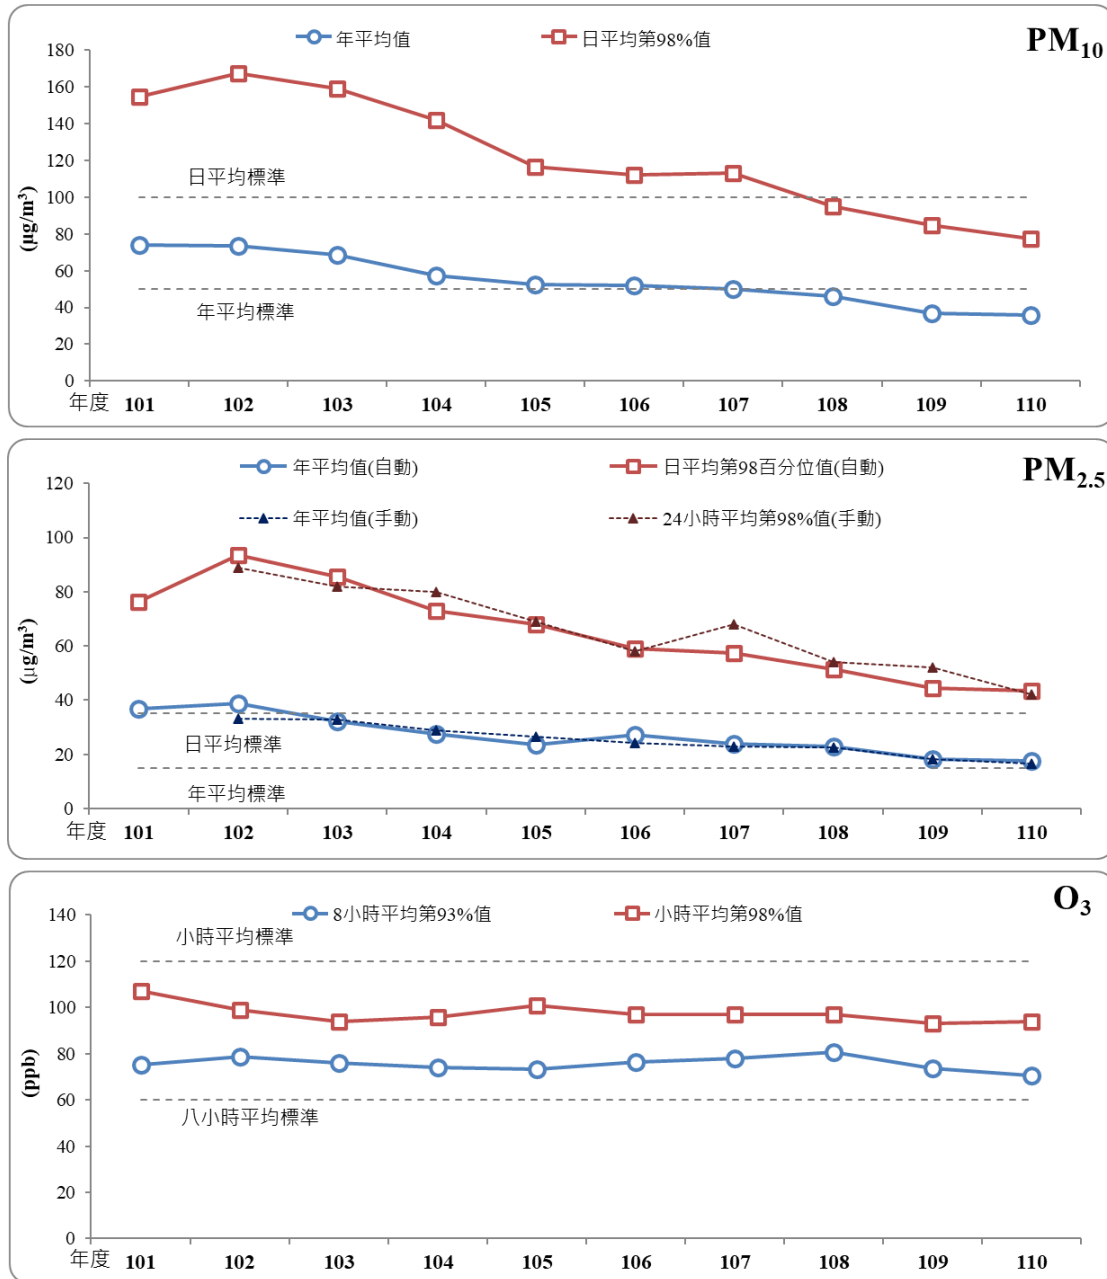 年平均值 日平均第98%值 PM10
180
160
140
120
日平均標準
100
(μg/m³)
80
60
年平均標準
40
20
0
年度 101 102 103 104 105 106 107 108 109 110
年平均值(自動) 日平均第98百分位值(自動) PM2.5
120
年平均值(手動) 24小時平均第98%值(手動)
100
80
60
(μg/m³)
40
日平均標準
20
年平均標準
0
年度 101 102 103 104 105 106 107 108 109 110
8小時平均第93%值 小時平均第98%值 O3
140
小時平均標準
120
100
80
(ppb)
60
八小時平均標準
40
20
0
年度 101 102 103 104 105 106 107 108 109 110